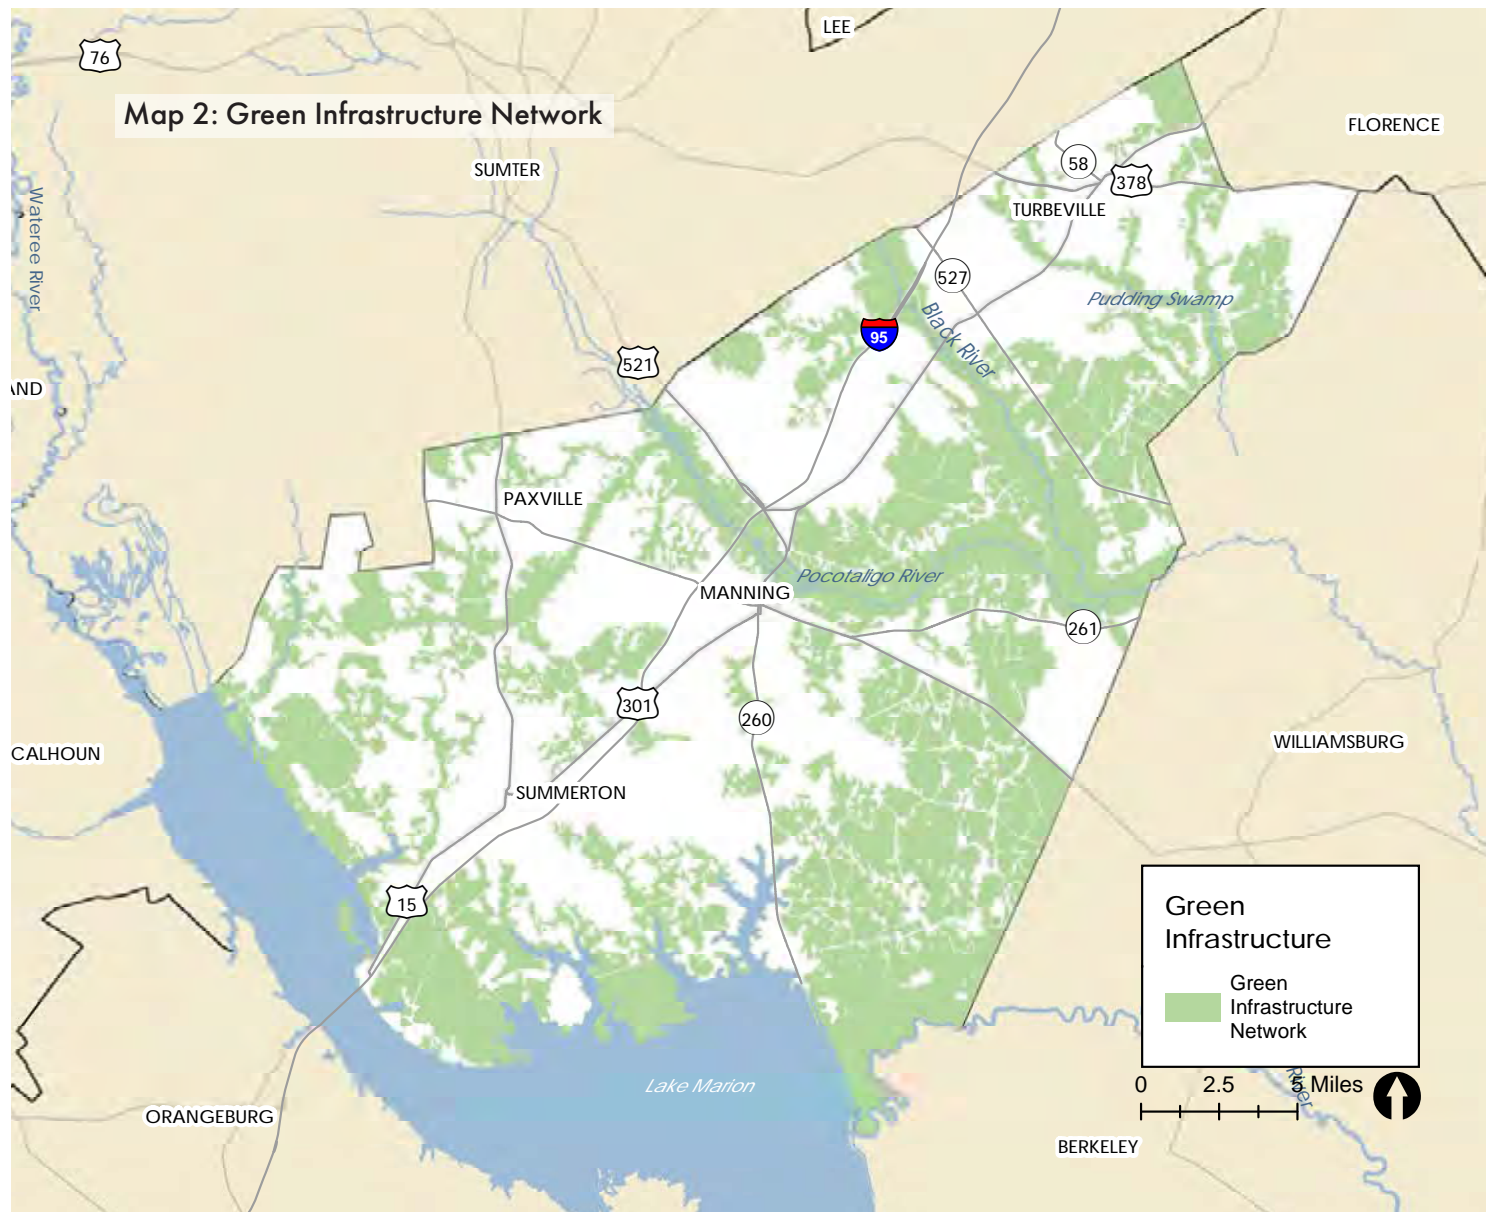 LEE
76
Map 2: Green Infrastructure Network
FLORENCE
SUMTER
58
378
Wateree River
TURBEVILLE
527
Pudding Swamp
Black River
95
521
AND
PAXVILLE
Pocotaligo River
MANNING
261
301
260
CALHOUN
WILLIAMSBURG
SUMMERTON
15
Green
Infrastructure
Green
Infrastructure
Network
Lake Marion
0 2.5 5 Miles
River
ORANGEBURG
BERKELEY